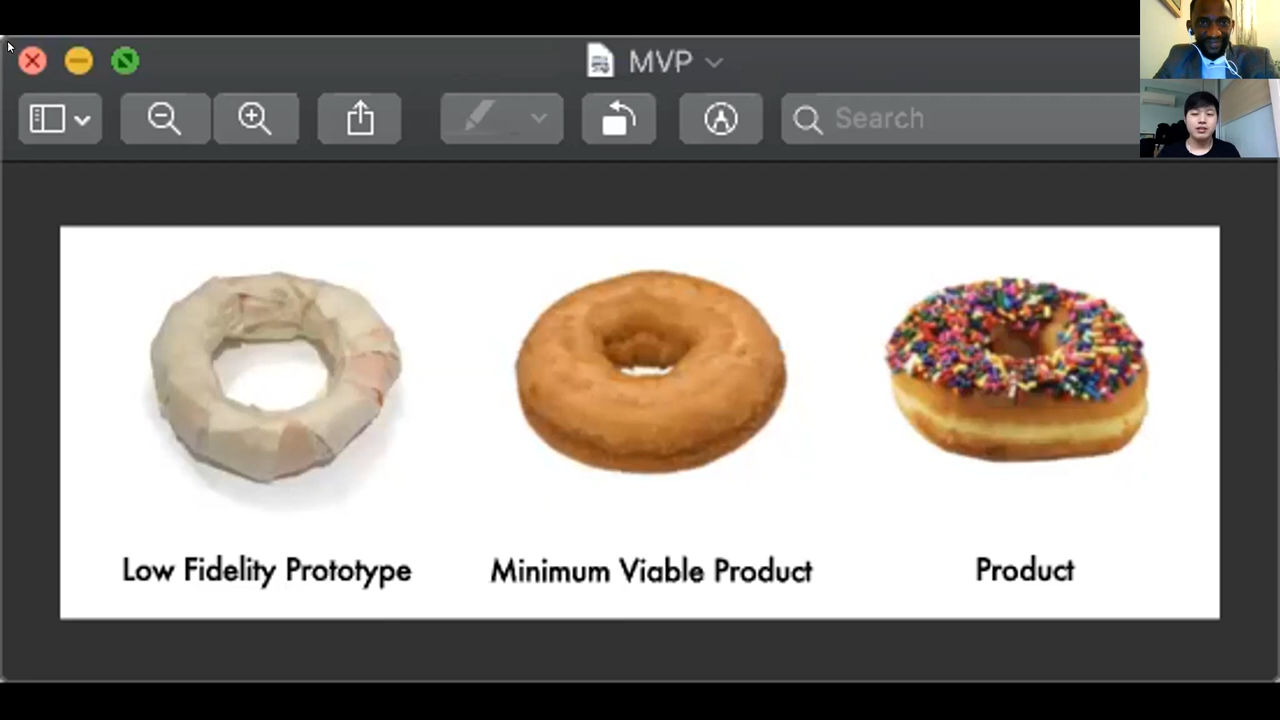 MVP
Search
Low Fidelity Prototype
Minimum Viable Product
Product